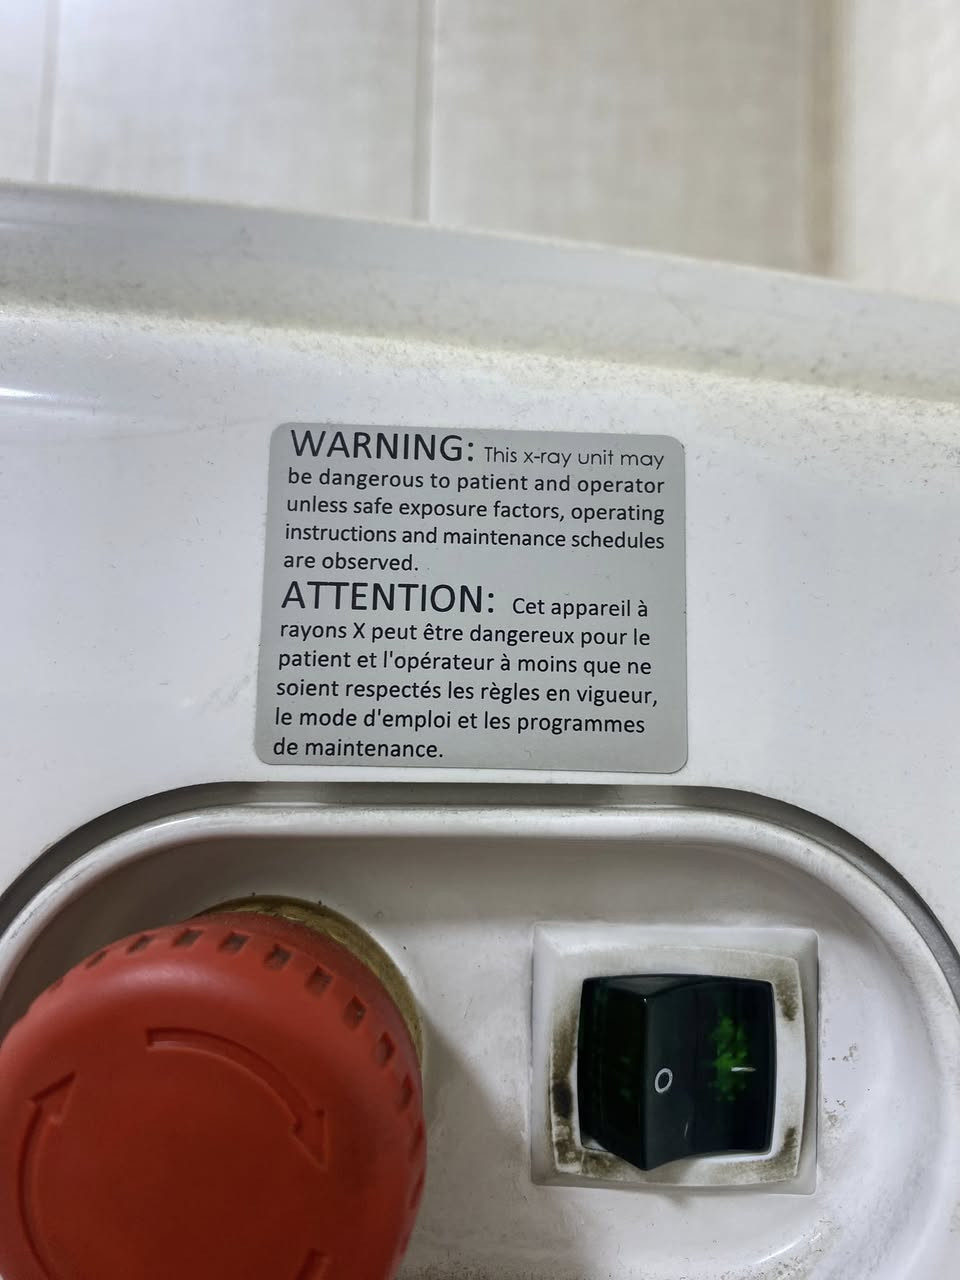 WARNING: This x-ray unit may
be dangerous to patient and operator
unless safe exposure factors, operating
instructions and maintenance schedules
are observed.
ATTENTION: Cet appareil à
rayons X peut être dangereux pour le
patient et l'opérateur à moins que ne
soient respectés les règles en vigueur,
le mode d'emploi et les programmes
de maintenance.
O